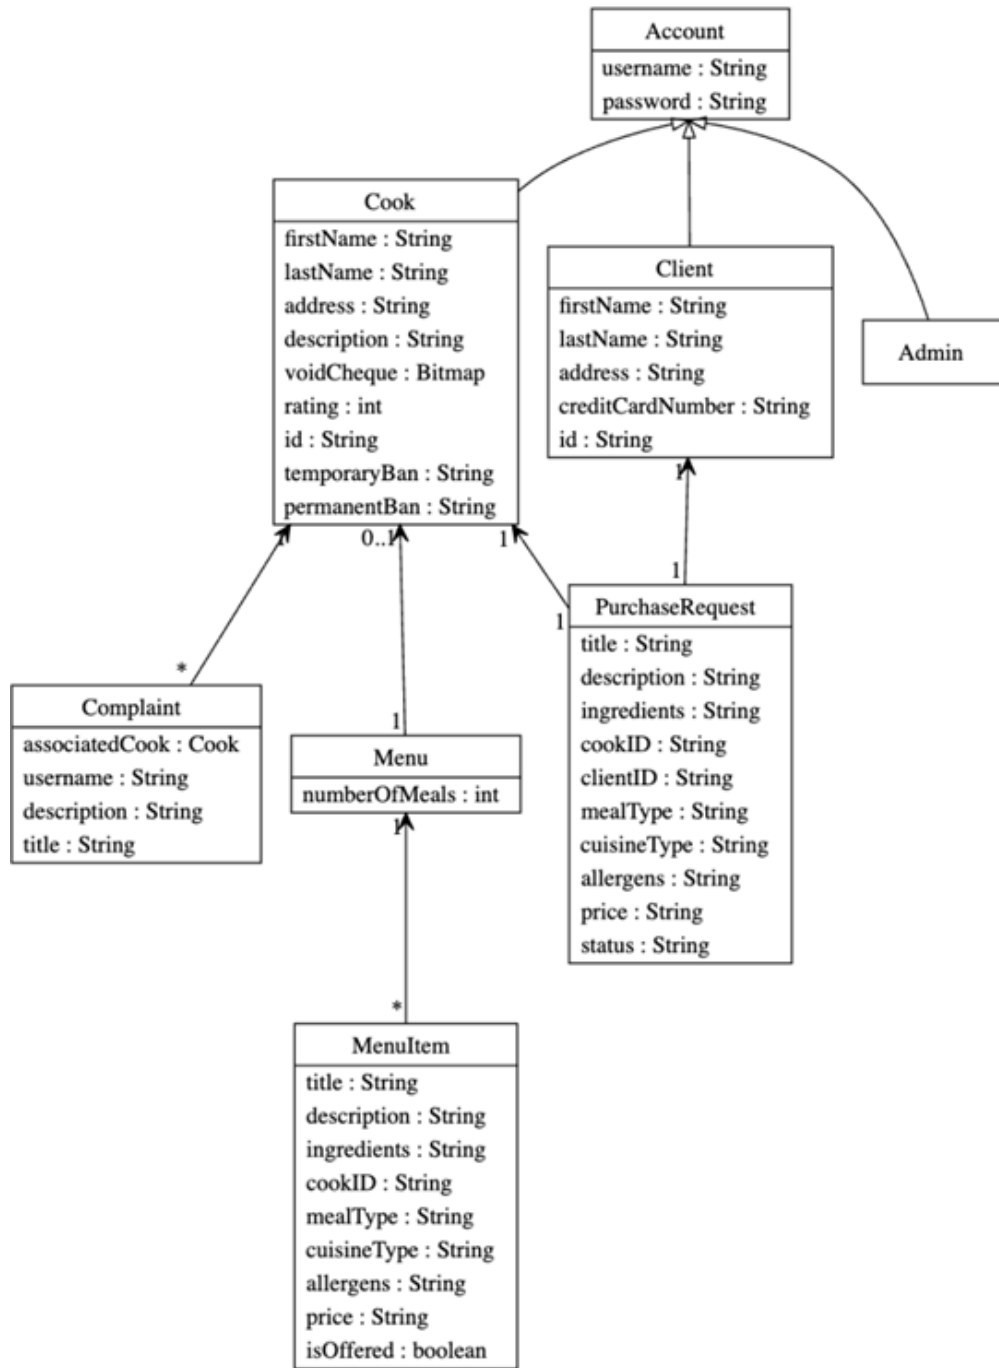 Account
username : String
password : String
Cook
firstName : String
lastName : String
address : String
description : String
voidCheque : Bitmap
rating : int
id : String
temporaryBan : String
permanentBan : String
Client
firstName : String
lastName : String
address : String
creditCardNumber : String
id : String
Admin
1
0..1
1
1
*
1
1
1
Complaint
associatedCook : Cook
username : String
description : String
title : String
Menu
numberOfMeals : int
1
*
PurchaseRequest
title : String
description : String
ingredients : String
cookID : String
clientID : String
mealType : String
cuisineType : String
allergens : String
price : String
status : String
MenuItem
title : String
description : String
ingredients : String
cookID : String
mealType : String
cuisineType : String
allergens : String
price : String
isOffered : boolean